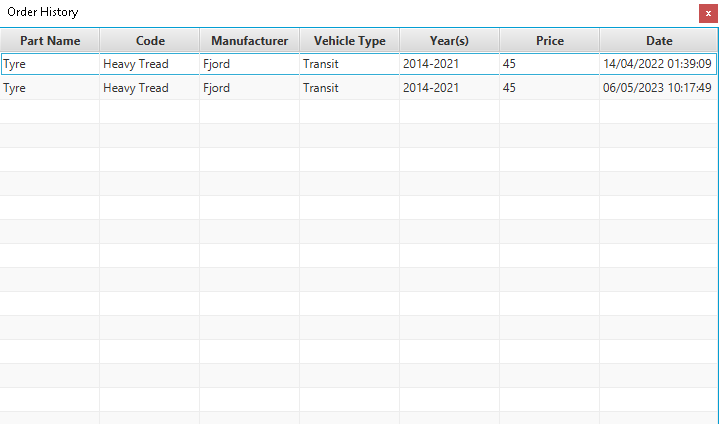 Order History x
Part Name Code Manufacturer Vehicle Type Year(s) Price Date
Tyre Heavy Tread Fjord Transit 2014-2021 45 14/04/2022 01:39:09
Tyre Heavy Tread Fjord Transit 2014-2021 45 06/05/2023 10:17:49